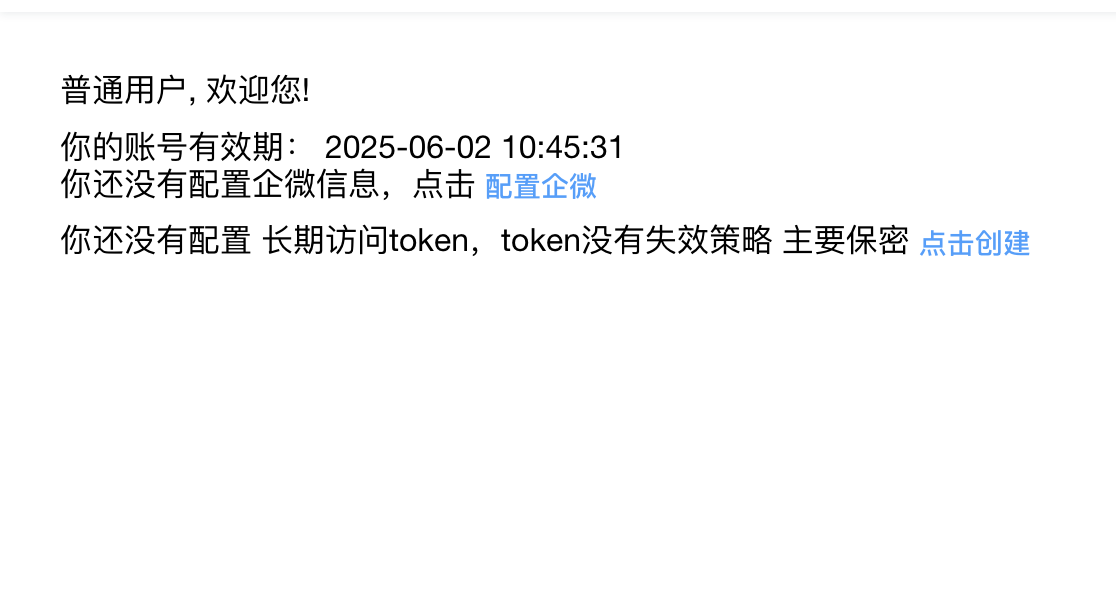 普通用户, 欢迎您!
你的账号有效期： 2025-06-02 10:45:31
你还没有配置企微信息，点击 配置企微
你还没有配置 长期访问token，token没有失效策略 主要保密 点击创建